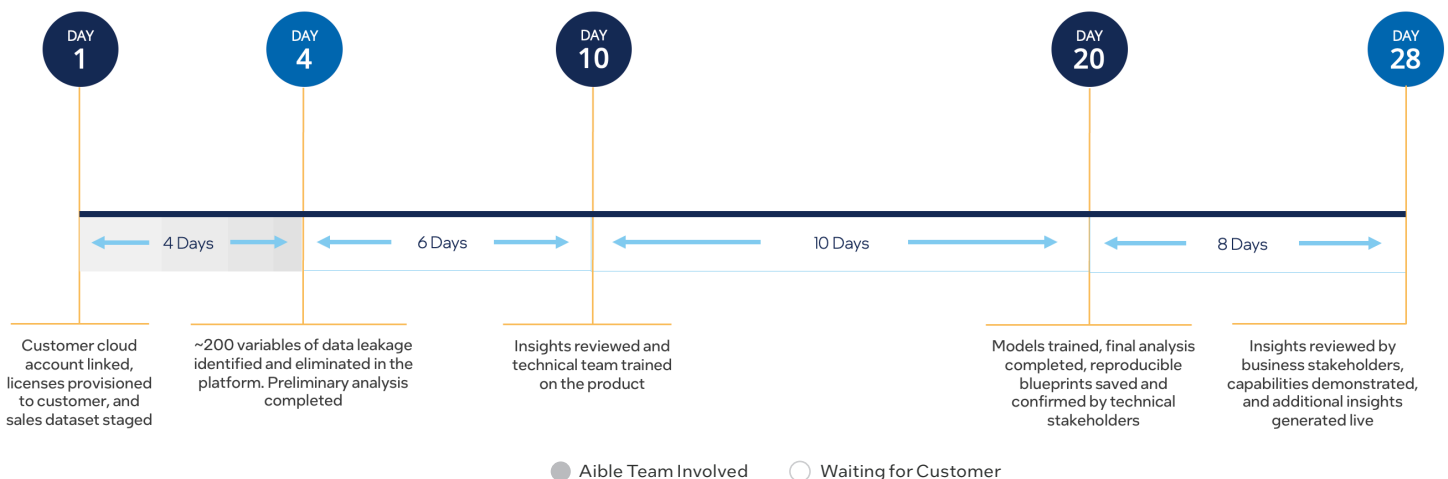 DAY
1
DAY
4
DAY
10
DAY
20
DAY
28
4 Days
6 Days
10 Days
8 Days
Customer cloud
account linked,
licenses provisioned
to customer, and
sales dataset staged
~200 variables of data leakage
identified and eliminated in the
platform. Preliminary analysis
completed
Insights reviewed and
technical team trained
on the product
Models trained, final analysis
completed, reproducible
blueprints saved and
confirmed by technical
stakeholders
Insights reviewed by
business stakeholders,
capabilities demonstrated,
and additional insights
generated live
Aible Team Involved
Waiting for Customer